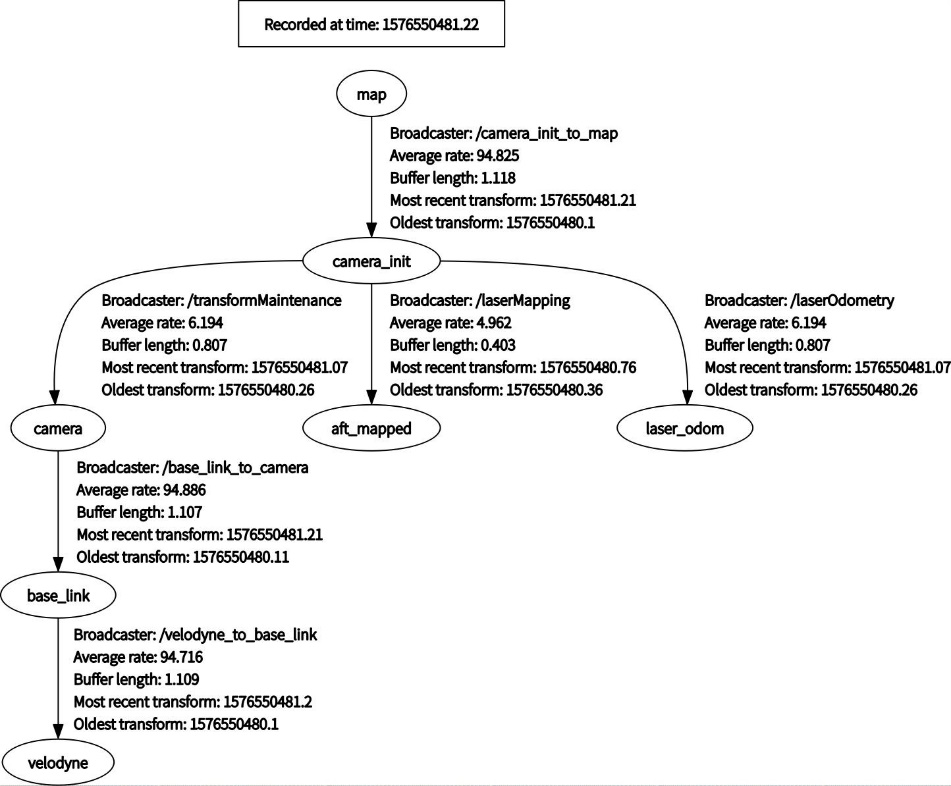 Recorded at time: 1576550481.22
map
Broadcaster: /camera_init_to_map
Average rate: 94.825
Buffer length: 1.118
Most recent transform: 1576550481.21
Oldest transform: 1576550480.1
camera_init
Broadcaster: /transformMaintenance
Average rate: 6.194
Buffer length: 0.807
Most recent transform: 1576550481.07
Oldest transform: 1576550480.26
Broadcaster: /laserMapping
Average rate: 4.962
Buffer length: 0.403
Most recent transform: 1576550480.76
Oldest transform: 1576550480.36
Broadcaster: /laserOdometry
Average rate: 6.194
Buffer length: 0.807
Most recent transform: 1576550481.07
Oldest transform: 1576550480.26
camera
aft_mapped
laser_odom
Broadcaster: /base_link_to_camera
Average rate: 94.886
Buffer length: 1.107
Most recent transform: 1576550481.21
Oldest transform: 1576550480.11
base_link
Broadcaster: /velodyne_to_base_link
Average rate: 94.716
Buffer length: 1.109
Most recent transform: 1576550481.2
Oldest transform: 1576550480.1
velodyne